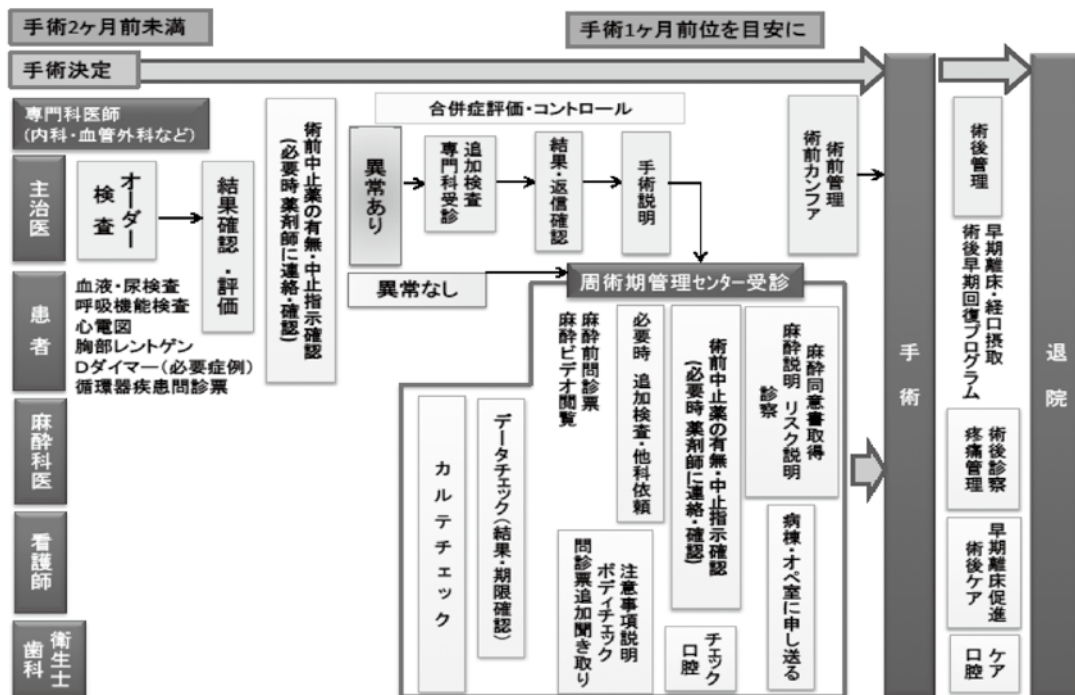 手術2ヶ月前未満
手術1ヶ月前位を目安に
手術決定
専門科医師
(内科・血管外科など)
主治医
患者
麻酔科医
看護師
歯科
衛生士
検査
オーダー
結果確認・評価
血液・尿検査
呼吸機能検査
心電図
胸部レントゲン
Dダイマー(必要症例)
循環器疾患問診票
術前中止薬の有無・中止指示確認
(必要時 薬剤師に連絡・確認)
合併症評価・コントロール
異常あり
追加検査
専門科受診
結果・返信確認
手術説明
術前管理
術前カンファ
異常なし
周術期管理センター受診
カルテチェック
データチェック(結果・期限確認)
麻酔前問診票
麻酔ビデオ閲覧
必要時 追加検査・他科依頼
術前中止薬の有無・中止指示確認
(必要時 薬剤師に連絡・確認)
麻酔同意書取得
麻酔説明 リスク説明
診察
注意事項説明
ボディチェック
問診票追加聞き取り
口腔
チェック
病棟・オペ室に申し送る
手術
術後管理
早期離床・経口摂取
術後早期回復プログラム
術後診察
疼痛管理
早期離床促進
術後ケア
口腔
ケア
退院